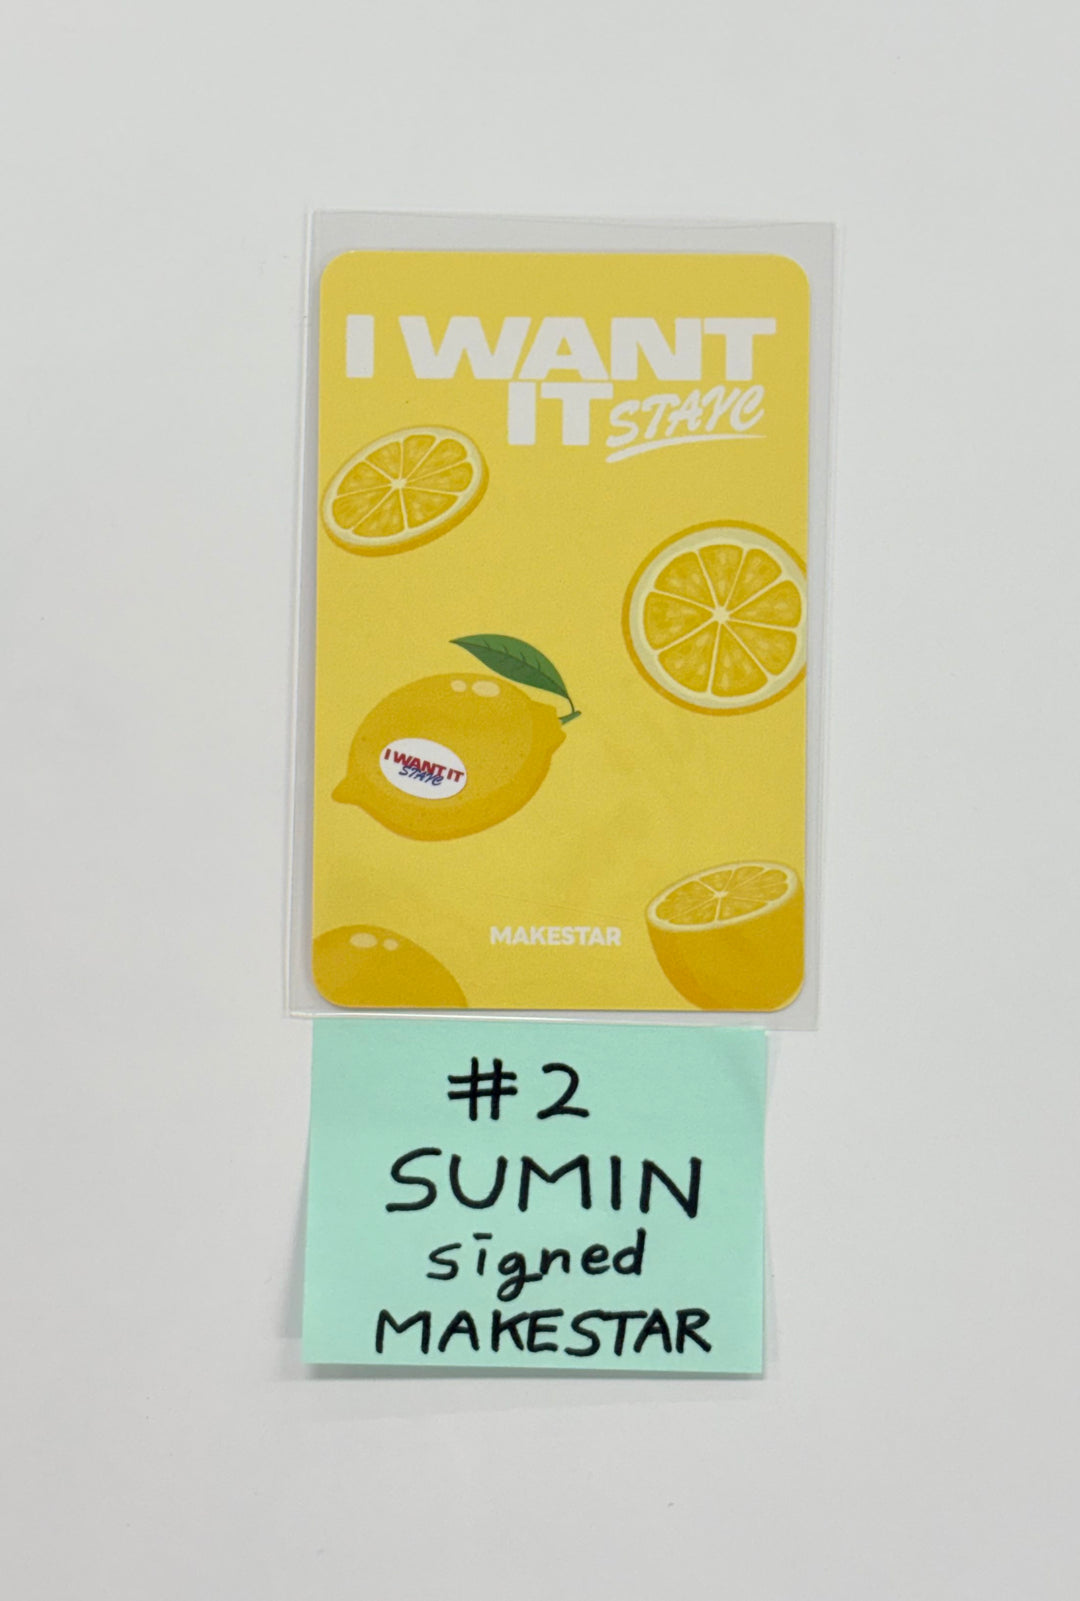 I WANT
IT STAYC
I WANT IT
STAYC
MAKESTAR
#2
SUMIN
signed
MAKESTAR